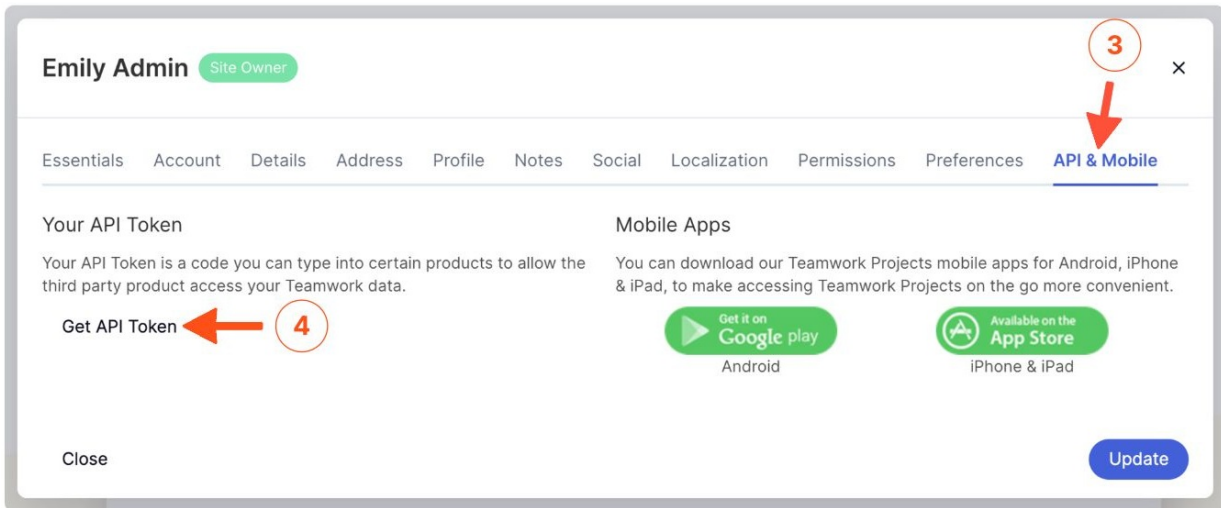 Emily Admin Site Owner
3
×
Essentials Account Details Address Profile Notes Social Localization Permissions Preferences API & Mobile
Your API Token
Your API Token is a code you can type into certain products to allow the
third party product access your Teamwork data.
Get API Token
4
Mobile Apps
You can download our Teamwork Projects mobile apps for Android, iPhone
& iPad, to make accessing Teamwork Projects on the go more convenient.
Get it on
Google play
Android
Available on the
App Store
iPhone & iPad
Close
Update